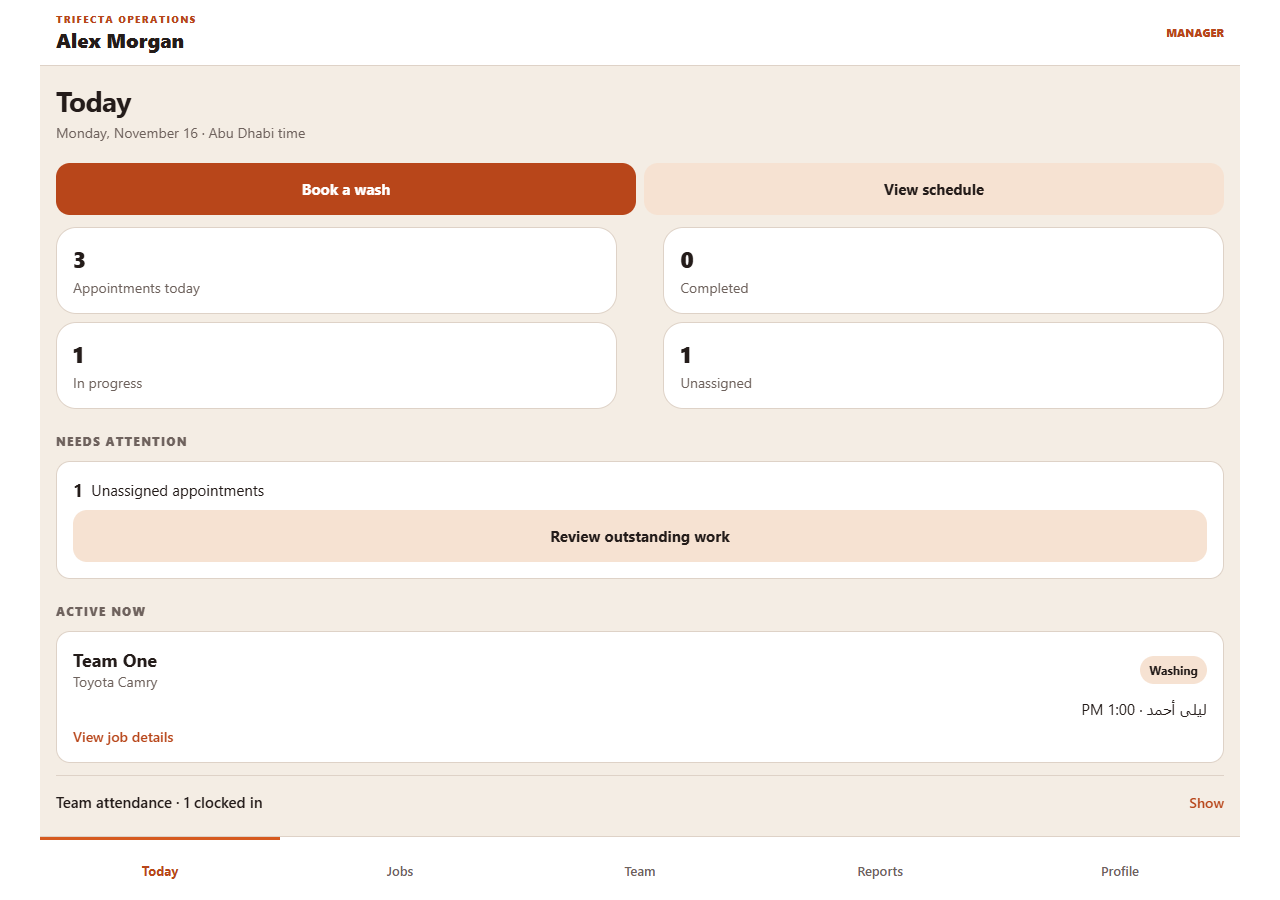 TRIFECTA OPERATIONS
Alex Morgan
MANAGER
Today
Monday, November 16 · Abu Dhabi time
Book a wash
View schedule
3
Appointments today
0
Completed
1
In progress
1
Unassigned
NEEDS ATTENTION
1 Unassigned appointments
Review outstanding work
ACTIVE NOW
Team One
Toyota Camry
Washing
ليلى أحمد · 1:00 PM
View job details
Team attendance · 1 clocked in
Show
Today
Jobs
Team
Reports
Profile